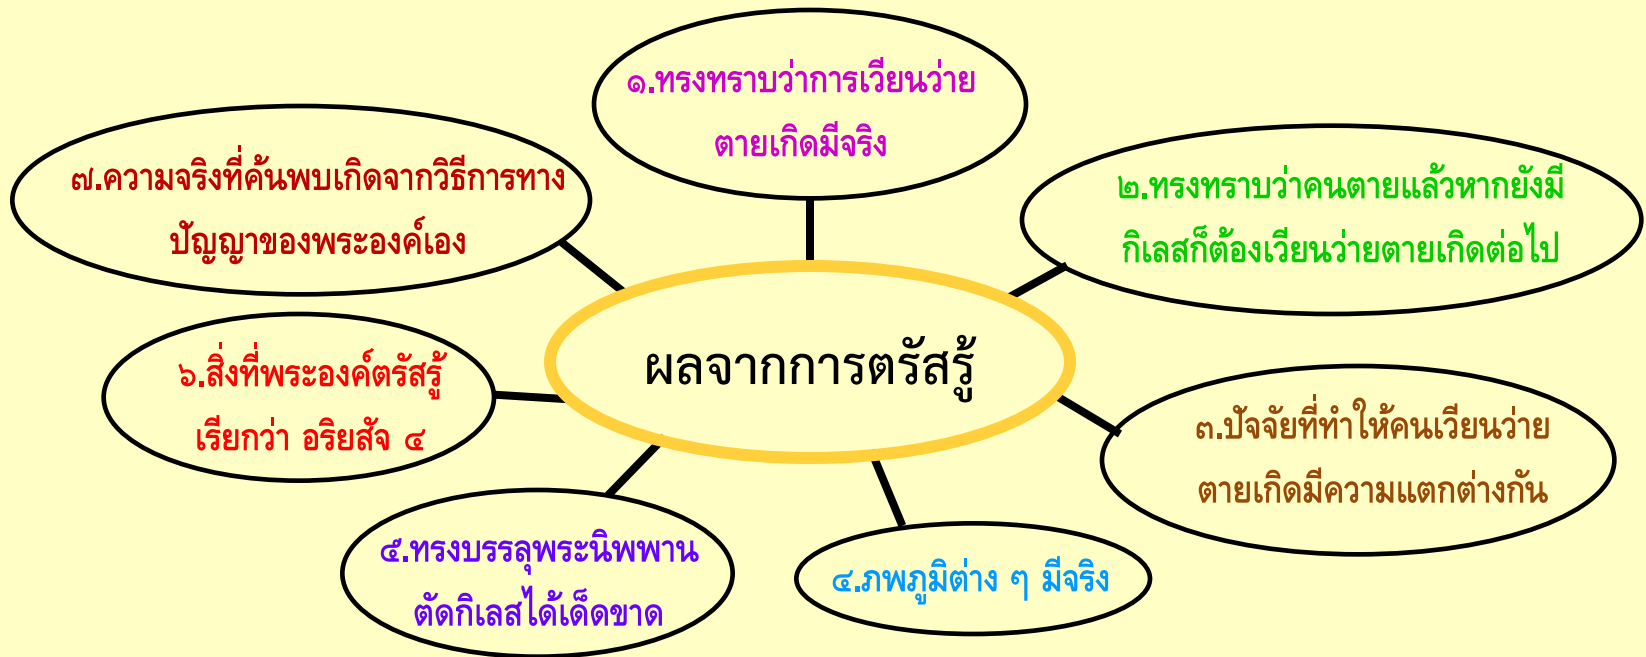 ผลจากการตรัสรู้
๑.ทรงทราบว่าการเวียนว่าย
ตายเกิดมีจริง
๒.ทรงทราบว่าคนตายแล้วหากยังมี
กิเลสก็ต้องเวียนว่ายตายเกิดต่อไป
๓.ปัจจัยที่ทำให้คนเวียนว่าย
ตายเกิดมีความแตกต่างกัน
๔.ภพภูมิต่าง ๆ มีจริง
๕.ทรงบรรลุพระนิพพาน
ตัดกิเลสได้เด็ดขาด
๖.สิ่งที่พระองค์ตรัสรู้
เรียกว่า อริยสัจ ๔
๗.ความจริงที่ค้นพบเกิดจากวิธีการทาง
ปัญญาของพระองค์เอง